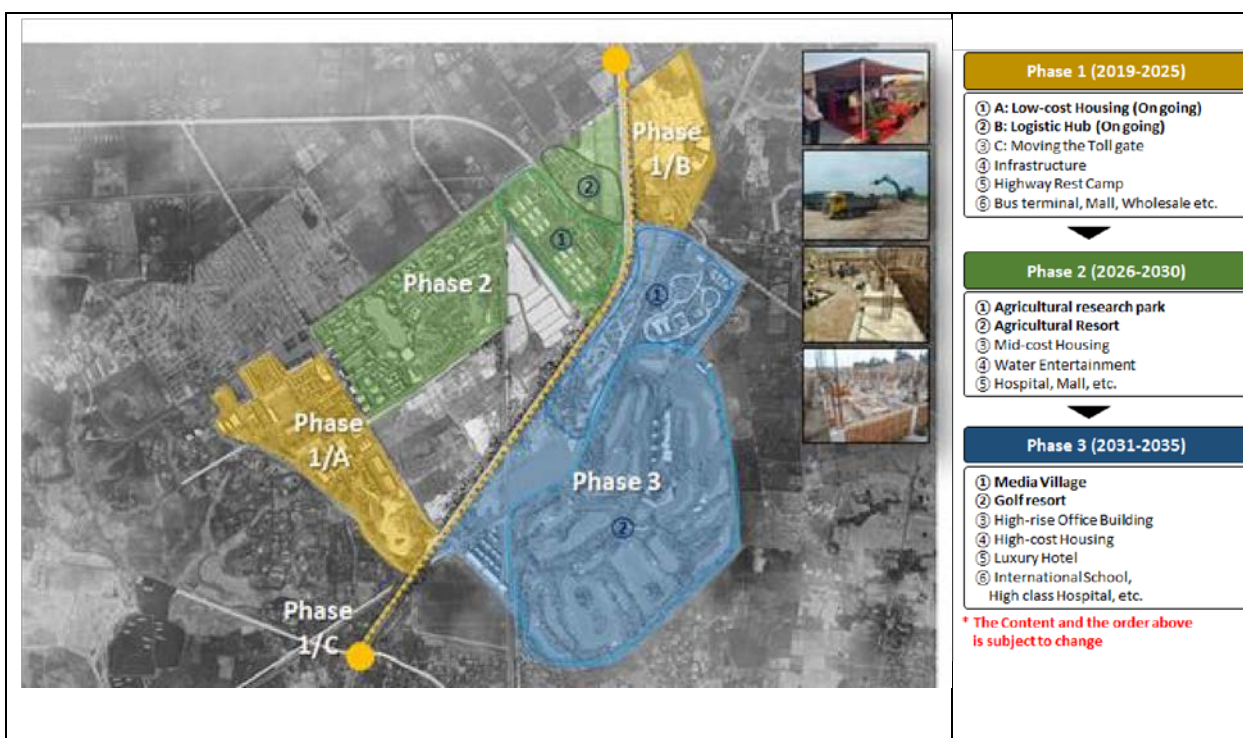 Phase
1/B
②
①
Phase 2
①
Phase
1/A
Phase 3
②
Phase
1/C
Phase 1 (2019-2025)
① A: Low-cost Housing (On going)
② B: Logistic Hub (On going)
③ C: Moving the Toll gate
④ Infrastructure
⑤ Highway Rest Camp
⑥ Bus terminal, Mall, Wholesale etc.
Phase 2 (2026-2030)
① Agricultural research park
② Agricultural Resort
③ Mid-cost Housing
④ Water Entertainment
⑤ Hospital, Mall, etc.
Phase 3 (2031-2035)
① Media Village
② Golf resort
③ High-rise Office Building
④ High-cost Housing
⑤ Luxury Hotel
⑥ International School,
High class Hospital, etc.
* The Content and the order above
is subject to change